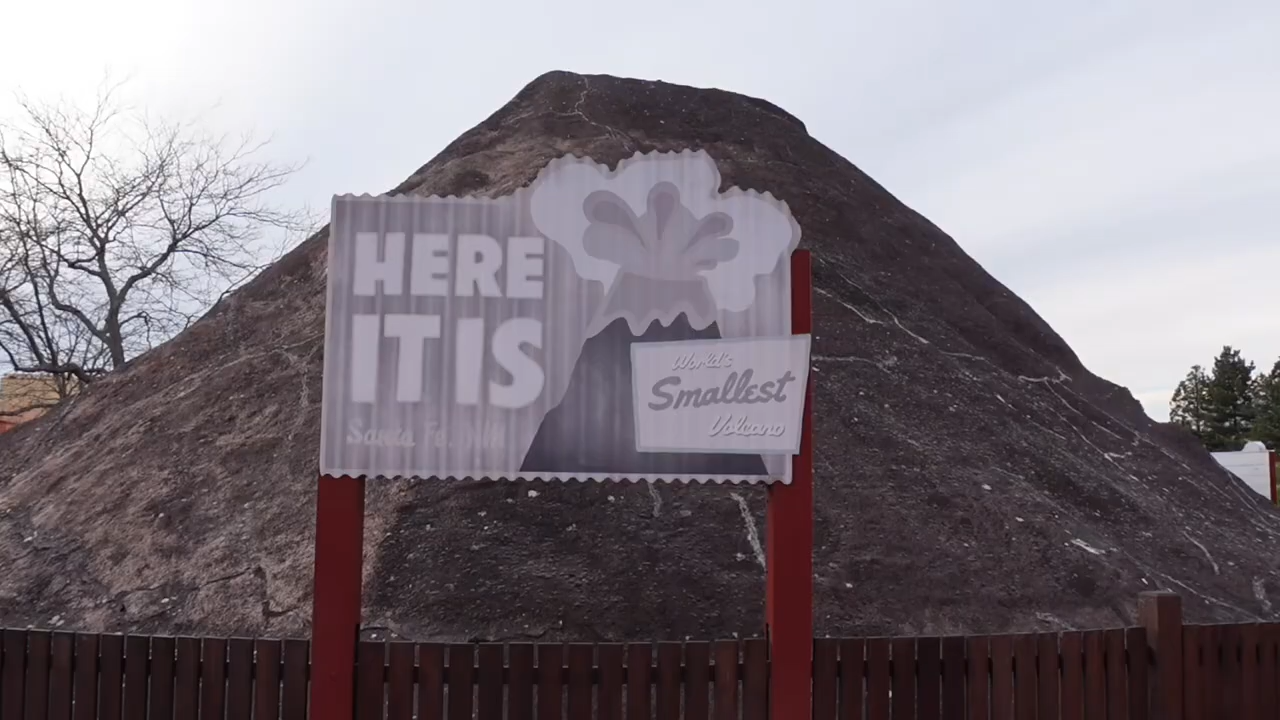 HERE
IT IS
Santa Fe, NM
World's
Smallest
Volcano